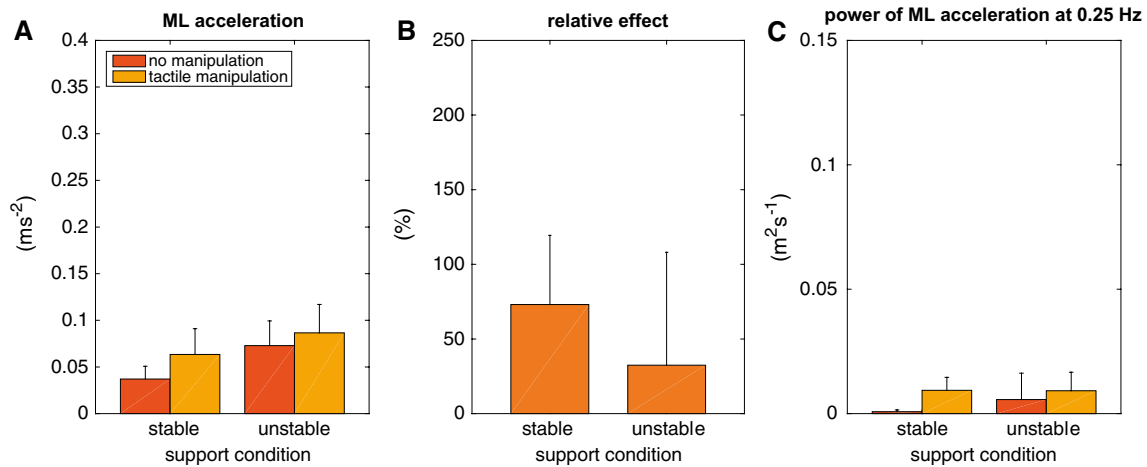 A
ML acceleration
0.4
0.35
0.3
0.25
0.2
0.15
0.1
0.05
0
(ms-2)
no manipulation
tactile manipulation
stable
unstable
support condition
B
relative effect
250
200
150
100
50
0
(%)
stable
unstable
support condition
C
power of ML acceleration at 0.25 Hz
0.15
0.1
0.05
0
(m2s-1)
stable
unstable
support condition